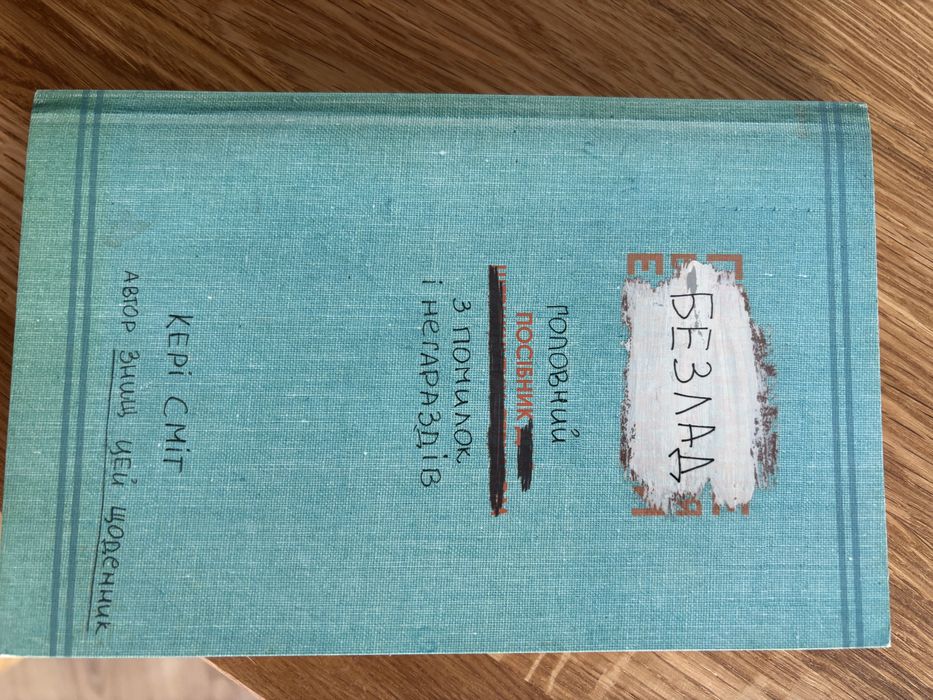 БЕЗЛАД
ГОЛОВНИЙ
ПОСІБНИК
З ПОМИЛОК
І НЕГАРАЗДІВ
КЕРІ СМІТ
АВТОР ЗНИЩ ЦЕЙ ЩОДЕННИК